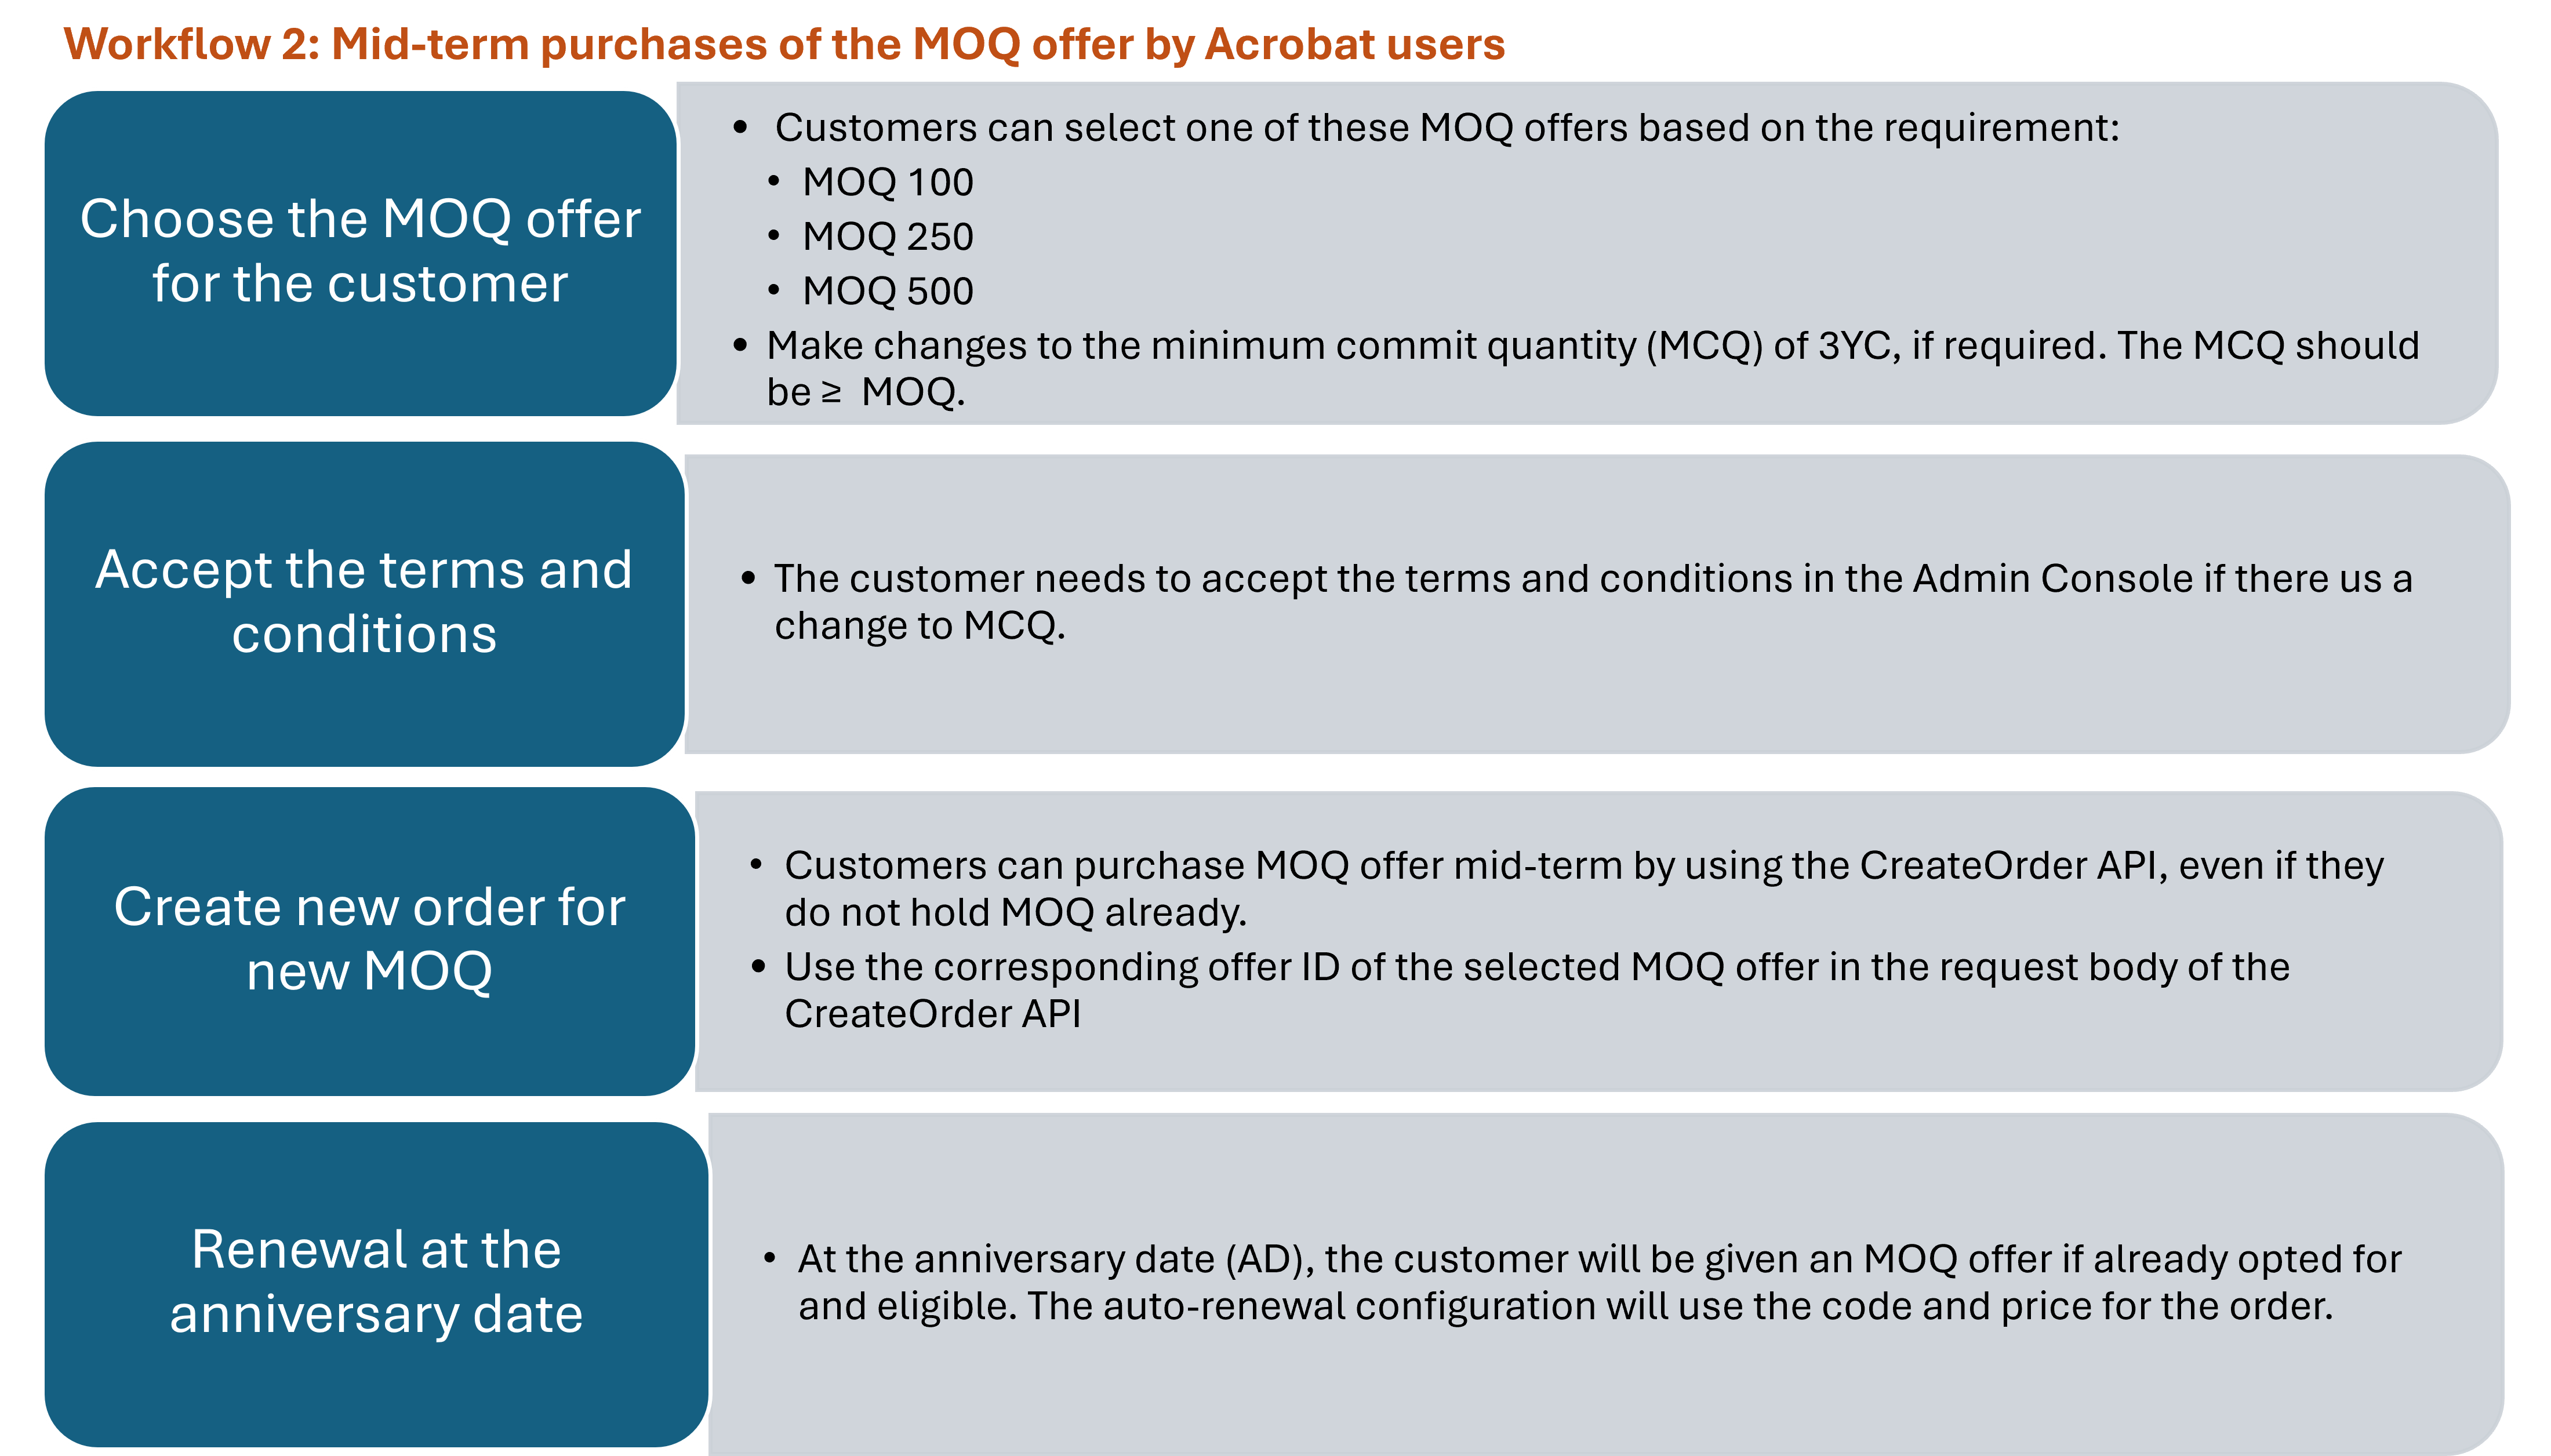 Workflow 2: Mid-term purchases of the MOQ offer by Acrobat users
Choose the MOQ offer
for the customer
• Customers can select one of these MOQ offers based on the requirement:
• MOQ 100
• MOQ 250
• MOQ 500
• Make changes to the minimum commit quantity (MCQ) of 3YC, if required. The MCQ should
be ≥ MOQ.
Accept the terms and
conditions
• The customer needs to accept the terms and conditions in the Admin Console if there us a
change to MCQ.
Create new order for
new MOQ
• Customers can purchase MOQ offer mid-term by using the CreateOrder API, even if they
do not hold MOQ already.
• Use the corresponding offer ID of the selected MOQ offer in the request body of the
CreateOrder API
Renewal at the
anniversary date
• At the anniversary date (AD), the customer will be given an MOQ offer if already opted for
and eligible. The auto-renewal configuration will use the code and price for the order.